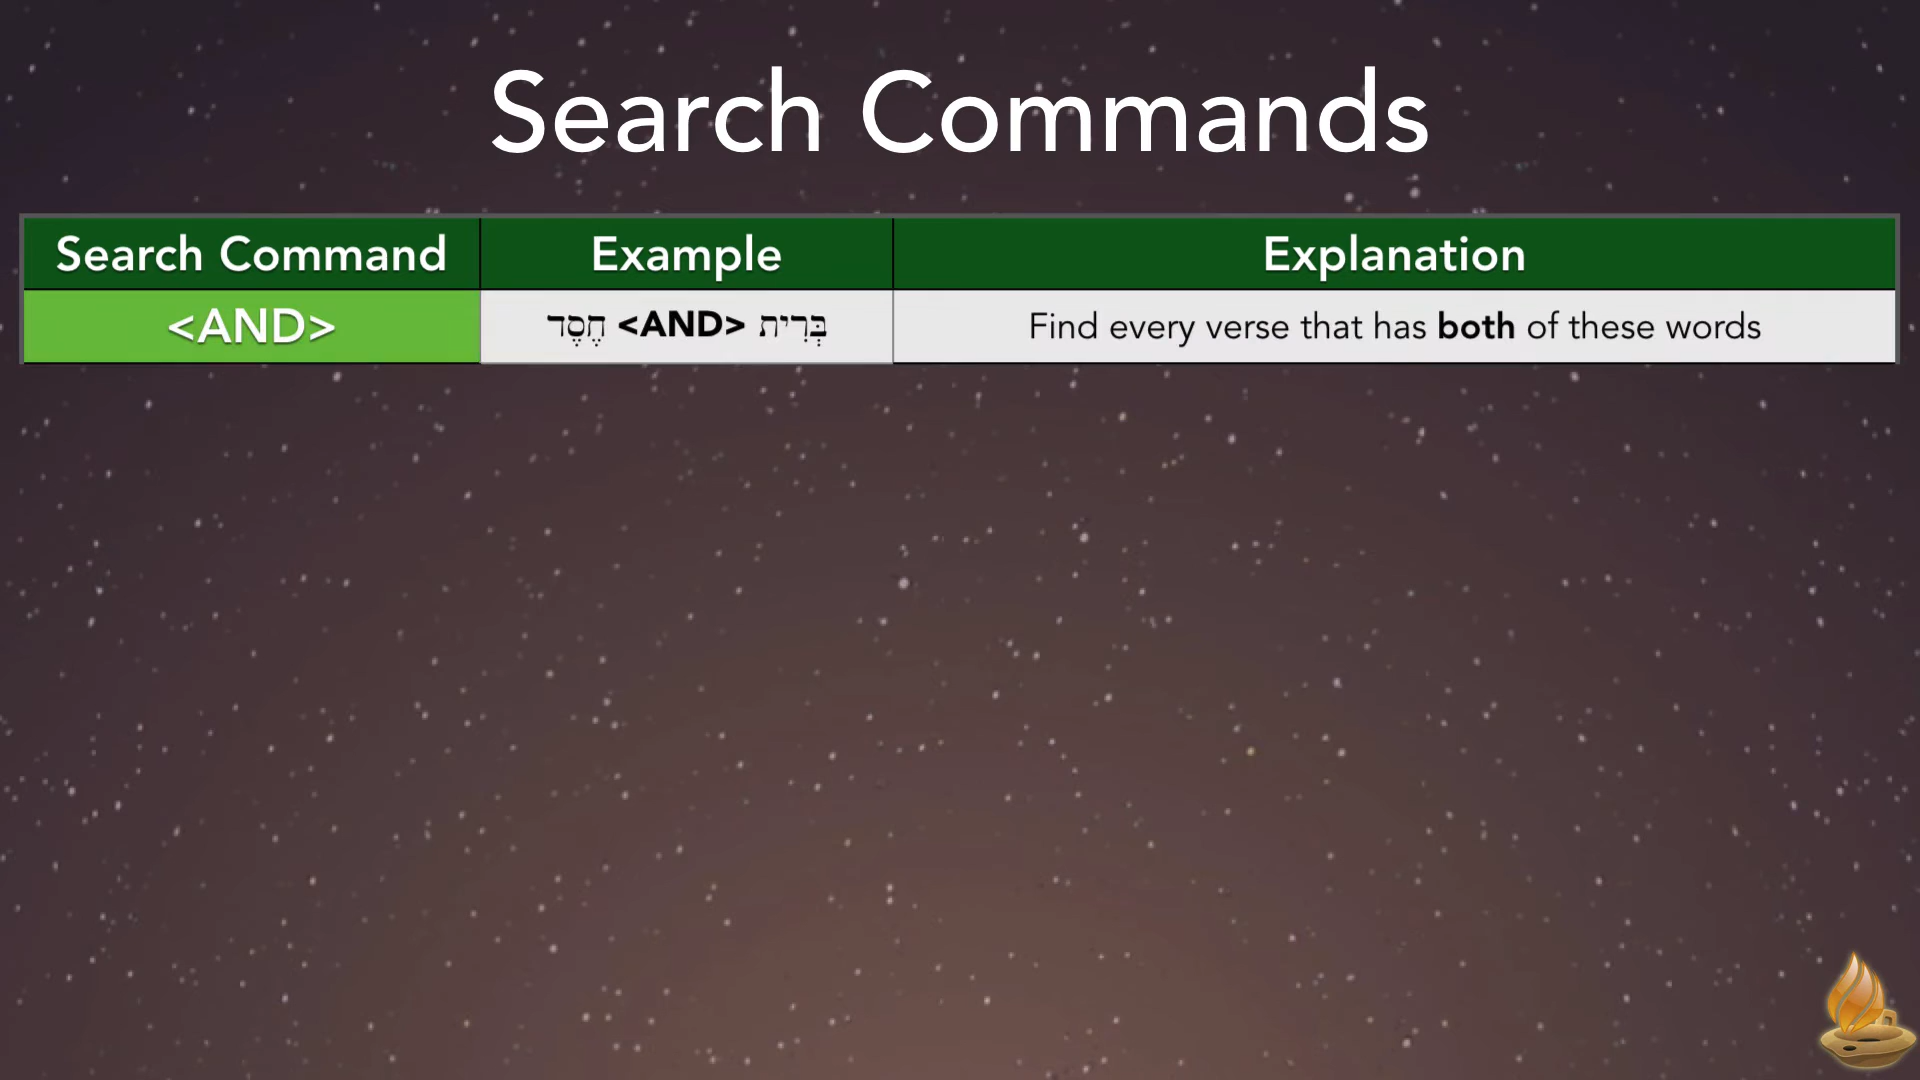 Search Commands
Search Command Example Explanation
<AND> בְּרִית <AND> חֶסֶד Find every verse that has both of these words